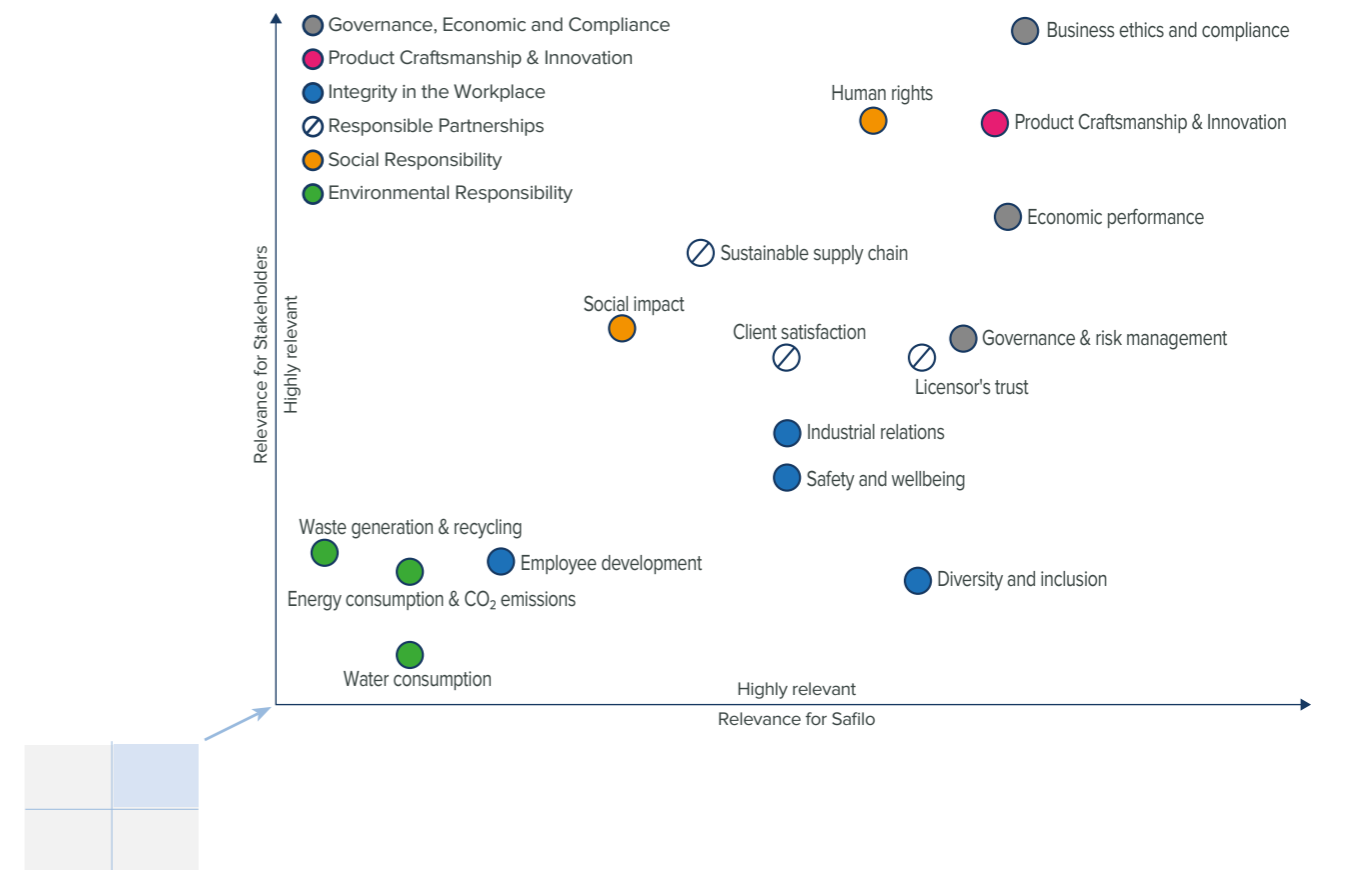 Governance, Economic and Compliance
Product Craftsmanship & Innovation
Integrity in the Workplace
Responsible Partnerships
Social Responsibility
Environmental Responsibility
Business ethics and compliance
Human rights
Product Craftsmanship & Innovation
Economic performance
Sustainable supply chain
Social impact
Client satisfaction
Governance & risk management
Licensor's trust
Industrial relations
Safety and wellbeing
Waste generation & recycling
Employee development
Energy consumption & CO₂ emissions
Diversity and inclusion
Water consumption
Relevance for Stakeholders
Highly relevant
Highly relevant
Relevance for Safilo